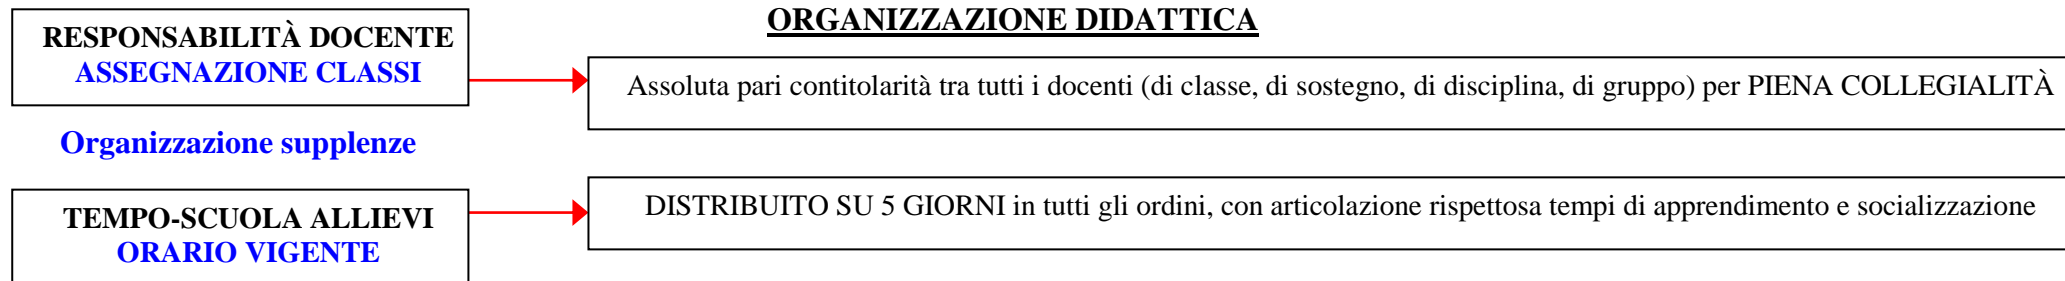 ORGANIZZAZIONE DIDATTICA
RESPONSABILITÀ DOCENTE
ASSEGNAZIONE CLASSI
Assoluta pari contitolarità tra tutti i docenti (di classe, di sostegno, di disciplina, di gruppo) per PIENA COLLEGIALITÀ
Organizzazione supplenze
TEMPO-SCUOLA ALLIEVI
ORARIO VIGENTE
DISTRIBUITO SU 5 GIORNI in tutti gli ordini, con articolazione rispettosa tempi di apprendimento e socializzazione